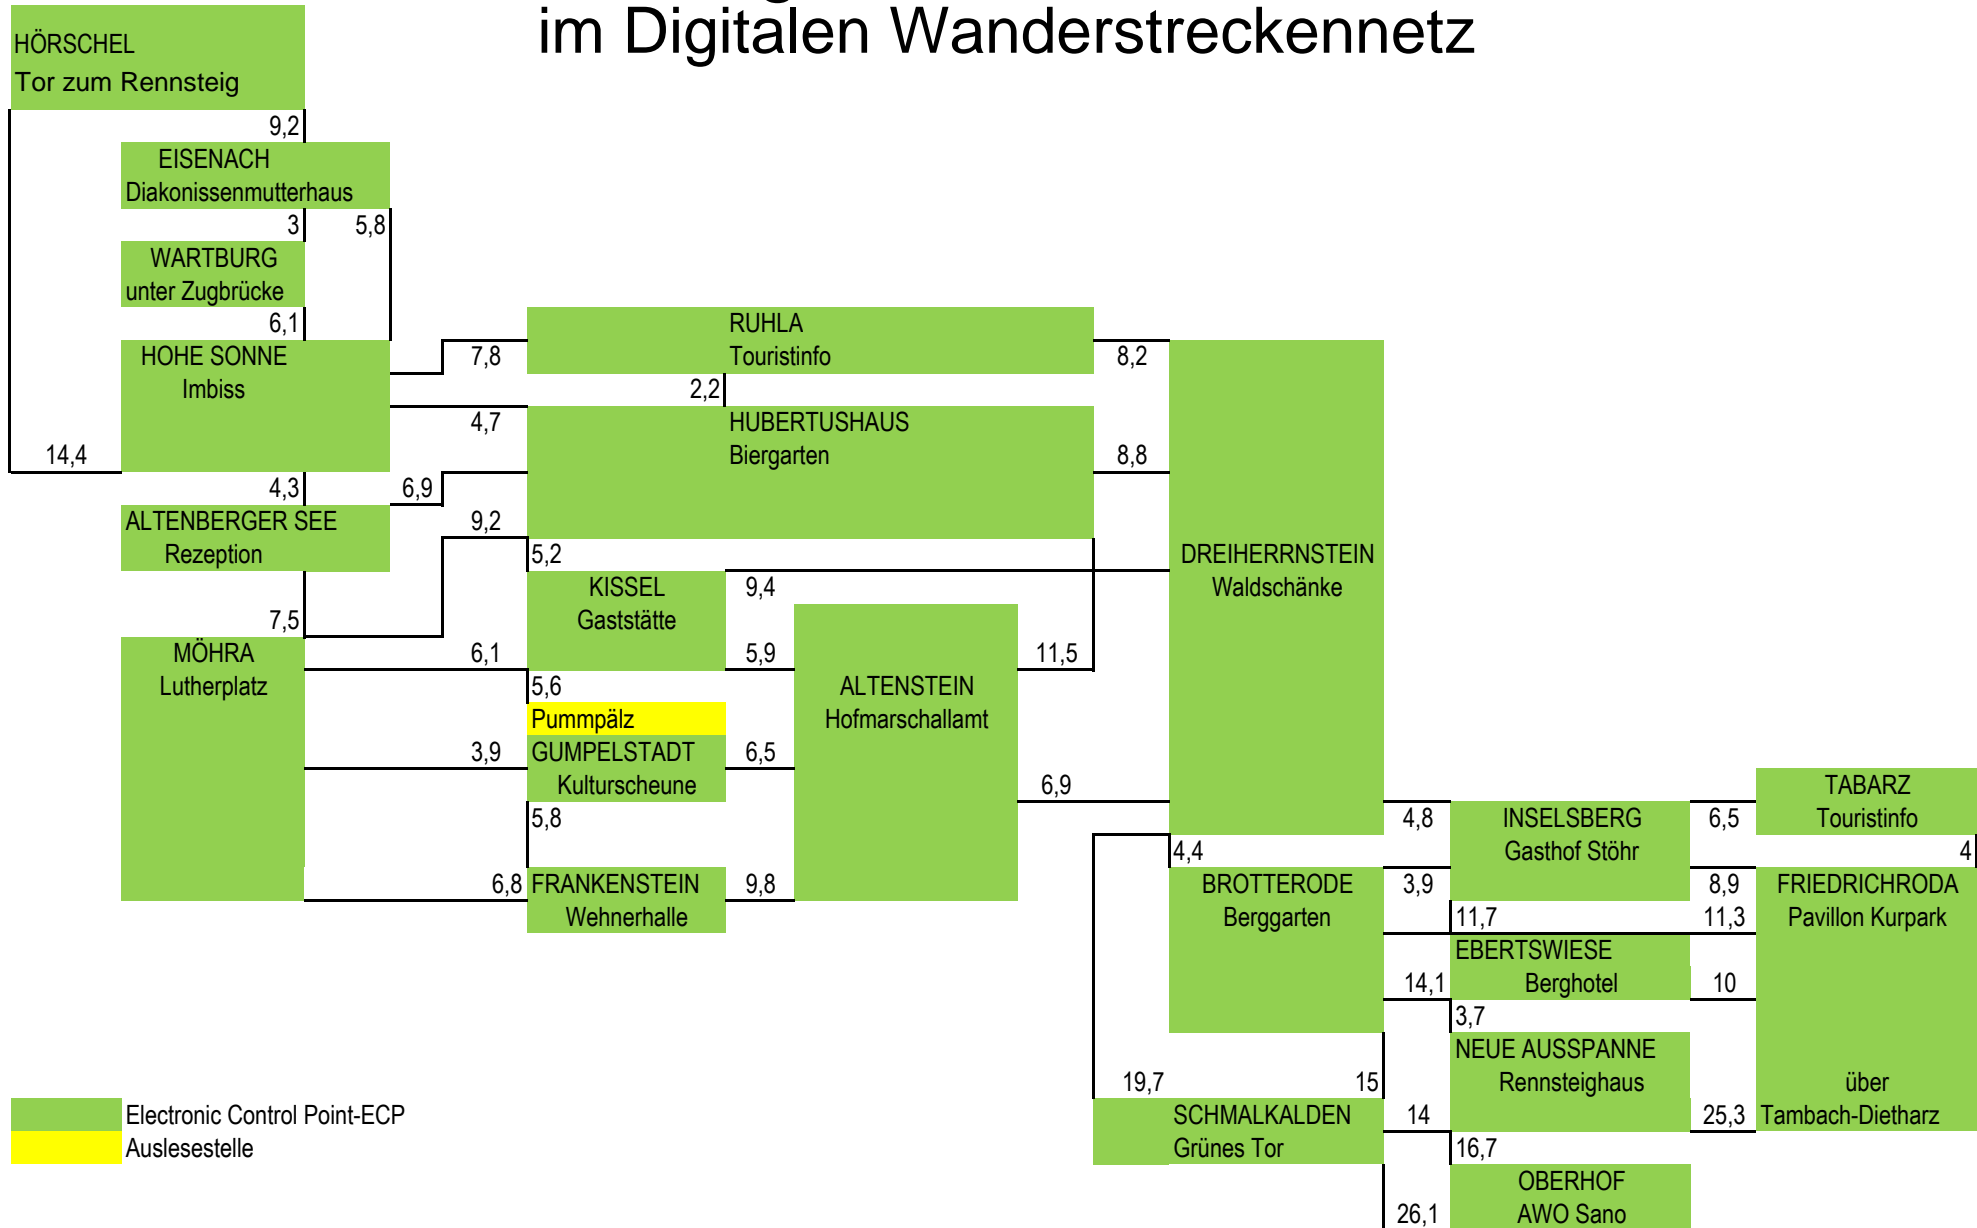 im Digitalen Wanderstreckennetz
HÖRSCHEL
Tor zum Rennsteig
9,2
EISENACH
Diakonissenmutterhaus
3
5,8
WARTBURG
unter Zugbrücke
6,1
HOHE SONNE
Imbiss
14,4
7,8
RUHLA
Touristinfo
8,2
2,2
4,7
HUBERTUSHAUS
Biergarten
8,8
4,3
6,9
ALTENBERGER SEE
Rezeption
9,2
5,2
KISSEL
Gaststätte
9,4
DREIHERRNSTEIN
Waldschänke
7,5
MÖHRA
Lutherplatz
6,1
5,9
11,5
5,6
Pummpälz
ALTENSTEIN
Hofmarschallamt
3,9
GUMPELSTADT
Kulturscheune
6,5
6,9
5,8
6,8
FRANKENSTEIN
Wehnerhalle
9,8
4,8
INSELSBERG
Gasthof Stöhr
6,5
TABARZ
Touristinfo
4
4,4
BROTTERODE
Berggarten
3,9
8,9
FRIEDRICHRODA
Pavillon Kurpark
11,7
11,3
EBERTSWIESE
Berghotel
14,1
10
3,7
NEUE AUSSPANNE
Rennsteighaus
über
Tambach-Dietharz
19,7
15
SCHMALKALDEN
Grünes Tor
14
25,3
16,7
OBERHOF
AWO Sano
26,1
Electronic Control Point-ECP
Auslesestelle